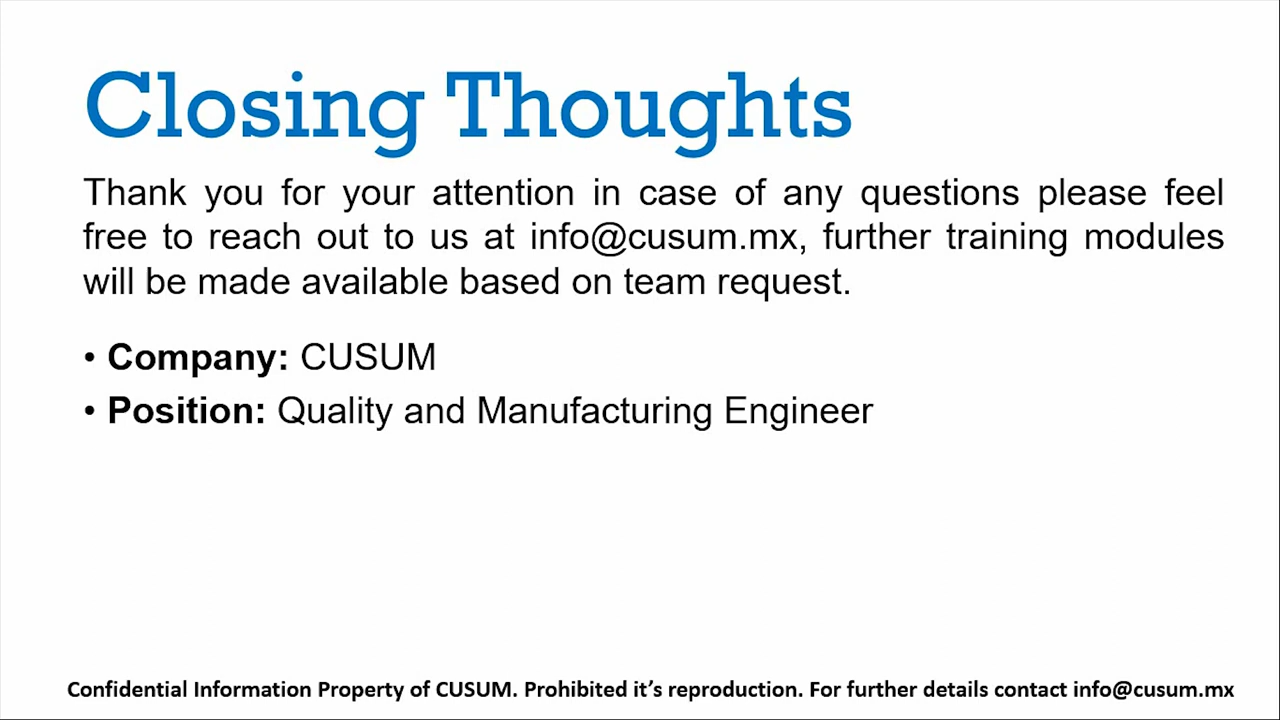 Closing Thoughts
Thank you for your attention in case of any questions please feel
free to reach out to us at info@cusum.mx, further training modules
will be made available based on team request.
• Company: CUSUM
• Position: Quality and Manufacturing Engineer
Confidential Information Property of CUSUM. Prohibited it’s reproduction. For further details contact info@cusum.mx